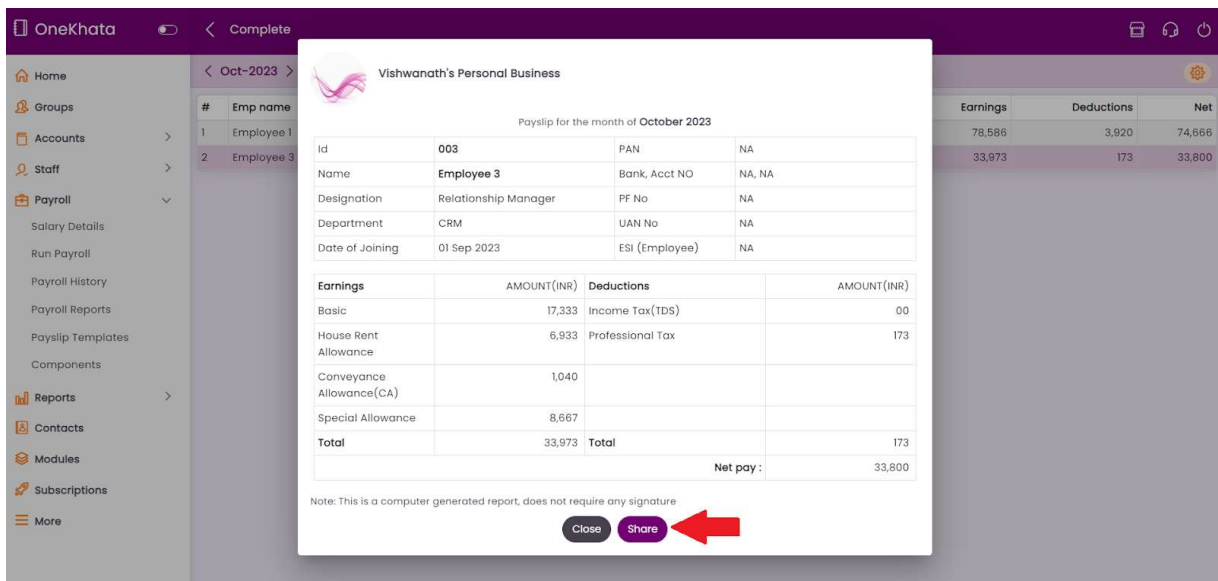 OneKhata
Complete
Home
Groups
Accounts
Staff
Payroll
Salary Details
Run Payroll
Payroll History
Payroll Reports
Payslip Templates
Components
Reports
Contacts
Modules
Subscriptions
More
Oct-2023
# Emp name Earnings Deductions Net
1 Employee 1 78,586 3,920 74,666
2 Employee 3 33,973 173 33,800
Vishwanath's Personal Business
Payslip for the month of October 2023
Id 003 PAN NA
Name Employee 3 Bank, Acct NO NA, NA
Designation Relationship Manager PF No NA
Department CRM UAN No NA
Date of Joining 01 Sep 2023 ESI (Employee) NA
Earnings AMOUNT(INR) Deductions AMOUNT(INR)
Basic 17,333 Income Tax(TDS) 00
House Rent 6,933 Professional Tax 173
Allowance
Conveyance 1,040
Allowance(CA)
Special Allowance 8,667
Total 33,973 Total 173
Net pay : 33,800
Note: This is a computer generated report, does not require any signature
Close Share